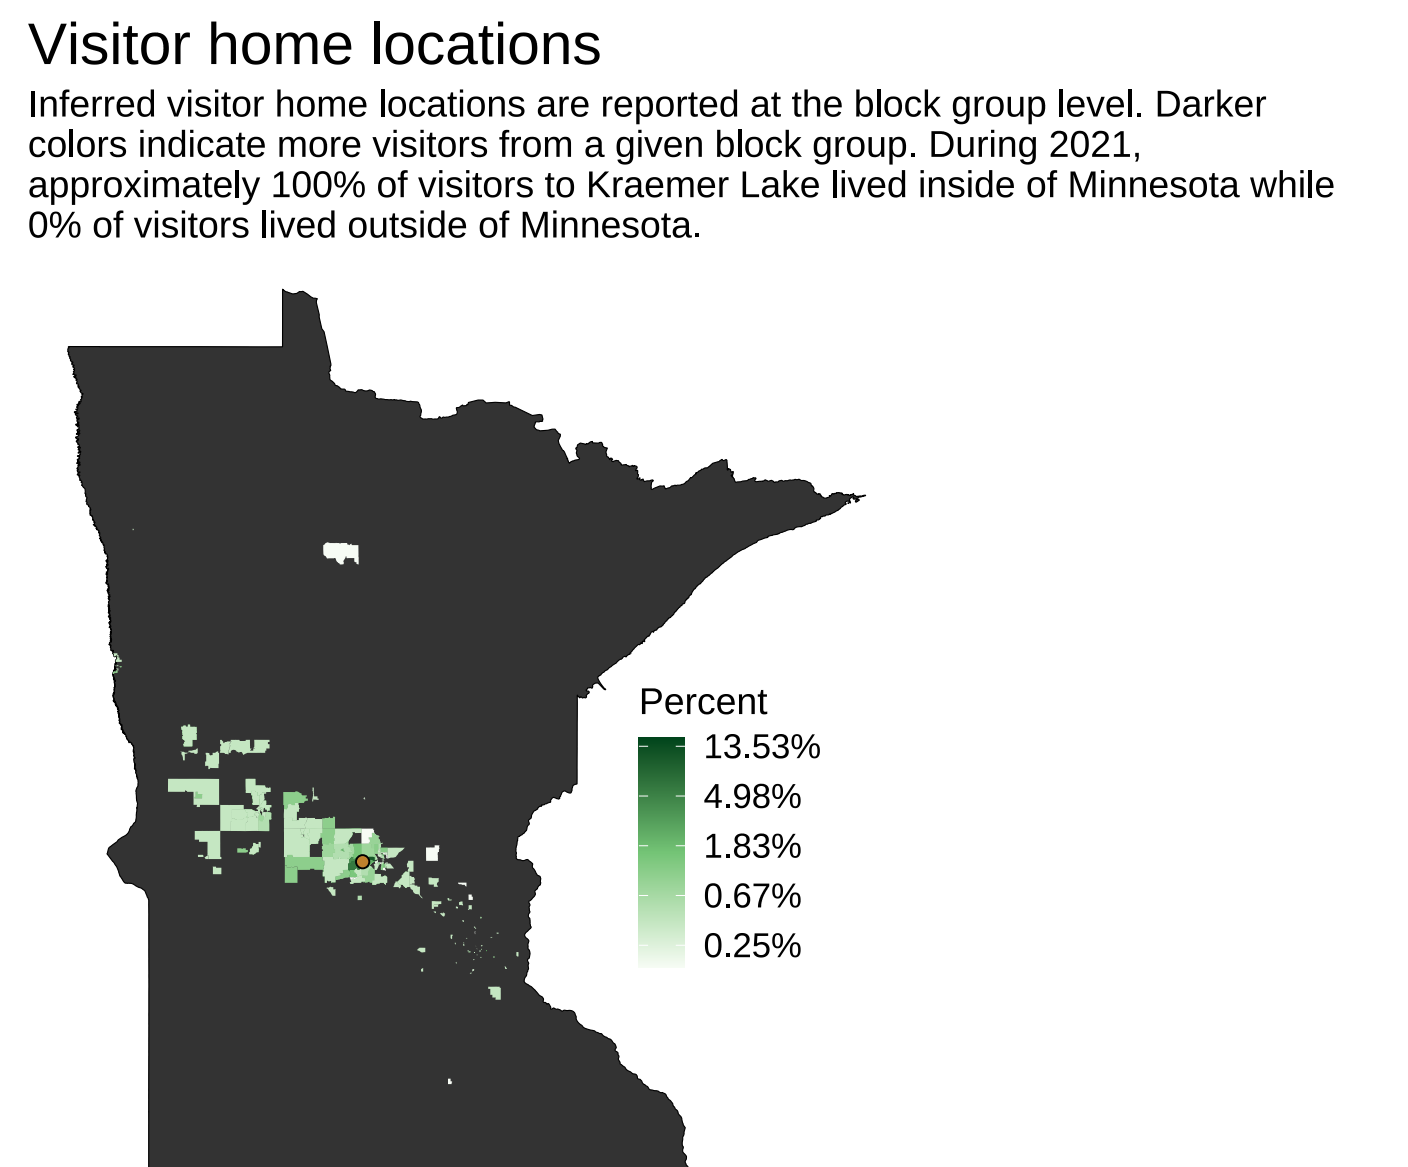 Visitor home locations
Inferred visitor home locations are reported at the block group level. Darker
colors indicate more visitors from a given block group. During 2021,
approximately 100% of visitors to Kraemer Lake lived inside of Minnesota while
0% of visitors lived outside of Minnesota.
Percent
13.53%
4.98%
1.83%
0.67%
0.25%